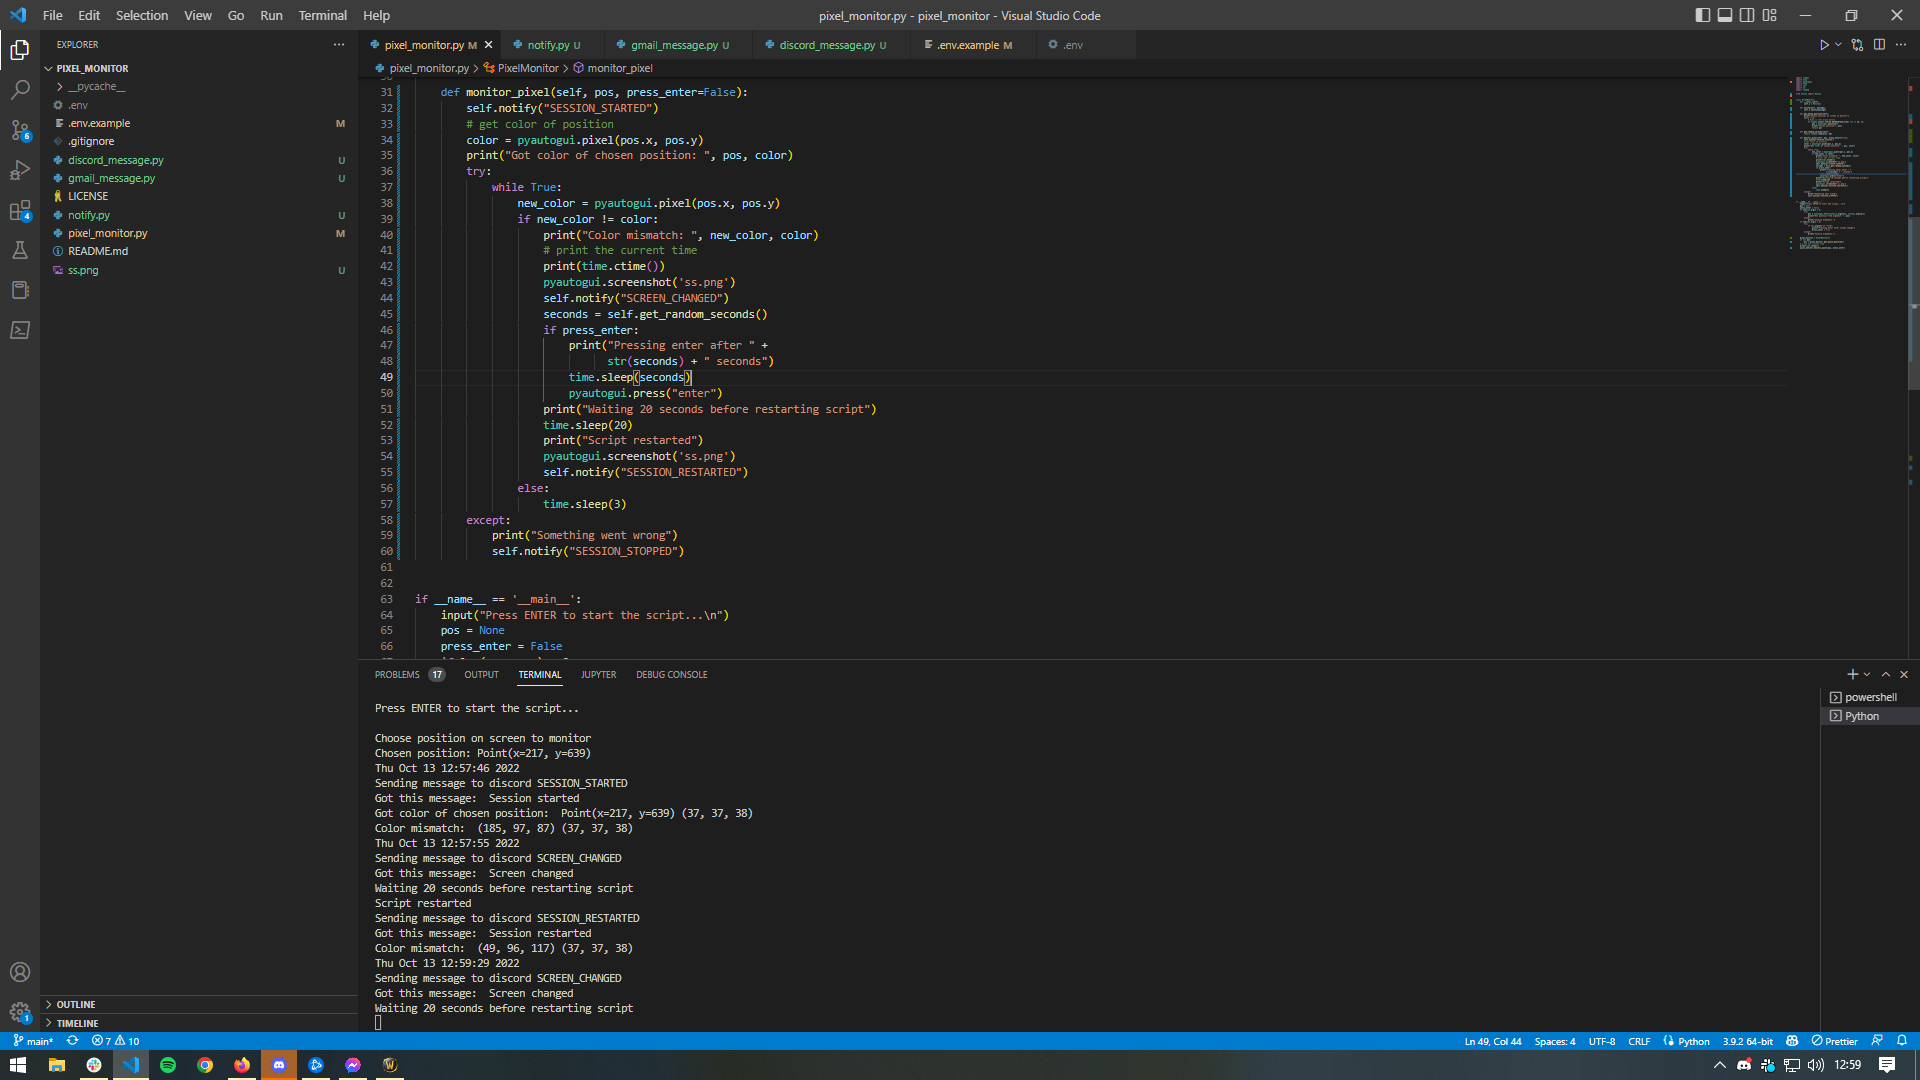 File Edit Selection View Go Run Terminal Help
pixel_monitor.py - pixel_monitor - Visual Studio Code
EXPLORER
PIXEL_MONITOR
__pycache__
.env
.env.example M
.gitignore
discord_message.py U
gmail_message.py U
LICENSE
notify.py U
pixel_monitor.py M
README.md
ss.png U
OUTLINE
TIMELINE
6
4
1
pixel_monitor.py M
notify.py U
gmail_message.py U
discord_message.py U
.env.example M
.env
pixel_monitor.py > PixelMonitor > monitor_pixel
31 def monitor_pixel(self, pos, press_enter=False):
32 self.notify("SESSION_STARTED")
33 # get color of position
34 color = pyautogui.pixel(pos.x, pos.y)
35 print("Got color of chosen position: ", pos, color)
36 try:
37 while True:
38 new_color = pyautogui.pixel(pos.x, pos.y)
39 if new_color != color:
40 print("Color mismatch: ", new_color, color)
41 # print the current time
42 print(time.ctime())
43 pyautogui.screenshot('ss.png')
44 self.notify("SCREEN_CHANGED")
45 seconds = self.get_random_seconds()
46 if press_enter:
47 print("Pressing enter after " +
48 str(seconds) + " seconds")
49 time.sleep(seconds)
50 pyautogui.press("enter")
51 print("Waiting 20 seconds before restarting script")
52 time.sleep(20)
53 print("Script restarted")
54 pyautogui.screenshot('ss.png')
55 self.notify("SESSION_RESTARTED")
56 else:
57 time.sleep(3)
58 except:
59 print("Something went wrong")
60 self.notify("SESSION_STOPPED")
61
62
63 if __name__ == '__main__':
64 input("Press ENTER to start the script...\n")
65 pos = None
66 press_enter = False
PROBLEMS 17 OUTPUT TERMINAL JUPYTER DEBUG CONSOLE
powershell
Python
Press ENTER to start the script...
Choose position on screen to monitor
Chosen position: Point(x=217, y=639)
Thu Oct 13 12:57:46 2022
Sending message to discord SESSION_STARTED
Got this message:  Session started
Got color of chosen position:  Point(x=217, y=639) (37, 37, 38)
Color mismatch:  (185, 97, 87) (37, 37, 38)
Thu Oct 13 12:57:55 2022
Sending message to discord SCREEN_CHANGED
Got this message:  Screen changed
Waiting 20 seconds before restarting script
Script restarted
Sending message to discord SESSION_RESTARTED
Got this message:  Session restarted
Color mismatch:  (49, 96, 117) (37, 37, 38)
Thu Oct 13 12:59:29 2022
Sending message to discord SCREEN_CHANGED
Got this message:  Screen changed
Waiting 20 seconds before restarting script
main* 7 10
Ln 49, Col 44 Spaces: 4 UTF-8 CRLF Python 3.9.2 64-bit Prettier
12:59